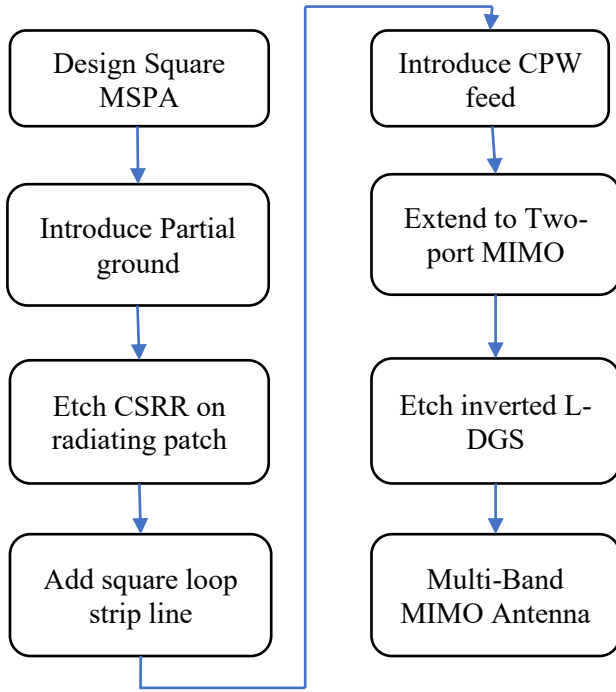 Design Square
MSPA
Introduce Partial
ground
Etch CSRR on
radiating patch
Add square loop
strip line
Introduce CPW
feed
Extend to Two-
port MIMO
Etch inverted L-
DGS
Multi-Band
MIMO Antenna